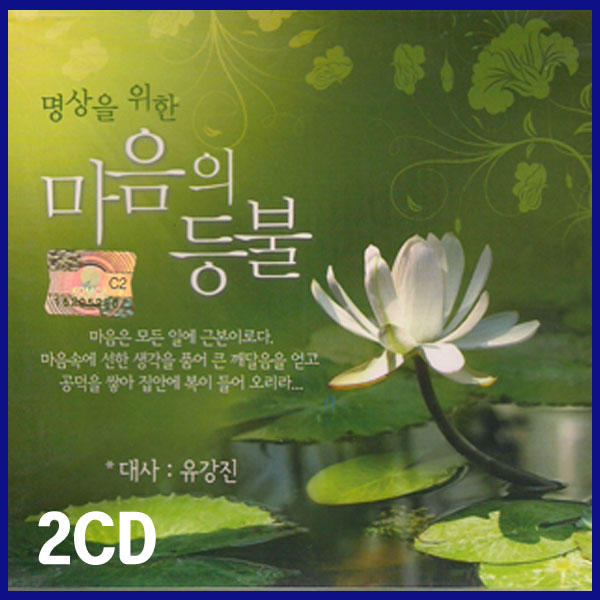 명상을 위한
마음의
등불
C2
마음은 모든 일에 근본이로다.
마음속에 선한 생각을 품어 큰 깨달음을 얻고
공덕을 쌓아 집안에 복이 들어 오리라...
*대사 : 유강진
2CD